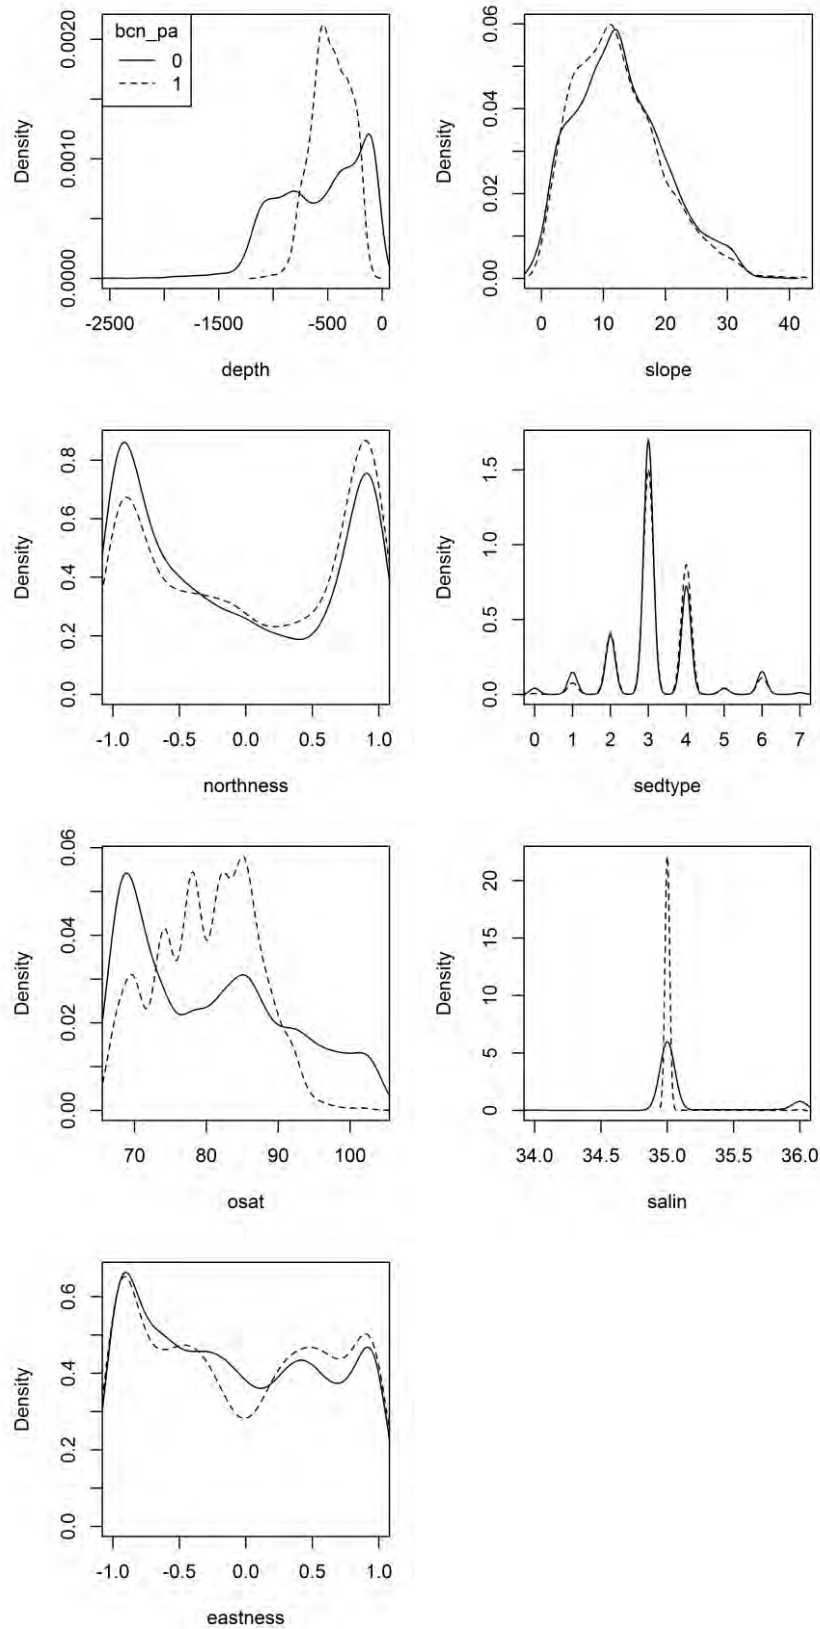 bcn_pa
0
1
Density
0.0000 0.0010 0.0020
-2500 -1500 -500 0
depth
Density
0.00 0.02 0.04 0.06
0 10 20 30 40
slope
Density
0.0 0.2 0.4 0.6 0.8
-1.0 -0.5 0.0 0.5 1.0
northness
Density
0.0 0.5 1.0 1.5
0 1 2 3 4 5 6 7
sedtype
Density
0.00 0.02 0.04 0.06
70 80 90 100
osat
Density
0 5 10 15 20
34.0 34.5 35.0 35.5 36.0
salin
Density
0.0 0.2 0.4 0.6
-1.0 -0.5 0.0 0.5 1.0
eastness